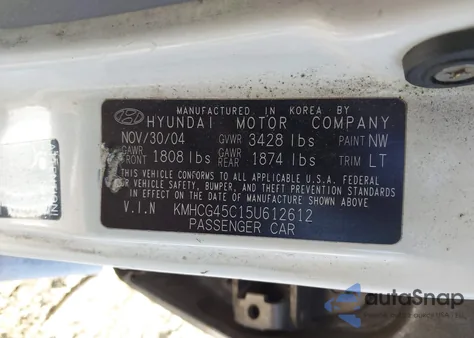 MANUFACTURED IN KOREA BY
HYUNDAI MOTOR COMPANY
NOV/30/04 GVWR 3428 lbs PAINT NW
GAWR FRONT 1808 lbs GAWR REAR 1874 lbs TRIM LT
THIS VEHICLE CONFORMS TO ALL APPLICABLE U.S.A. FEDERAL
SAFETY, BUMPER, AND THEFT PREVENTION STANDARDS IN
EFFECT ON THE DATE OF MANUFACTURE SHOWN ABOVE
V.I.N KMHCG45C15U612612
PASSENGER CAR
autoSnap